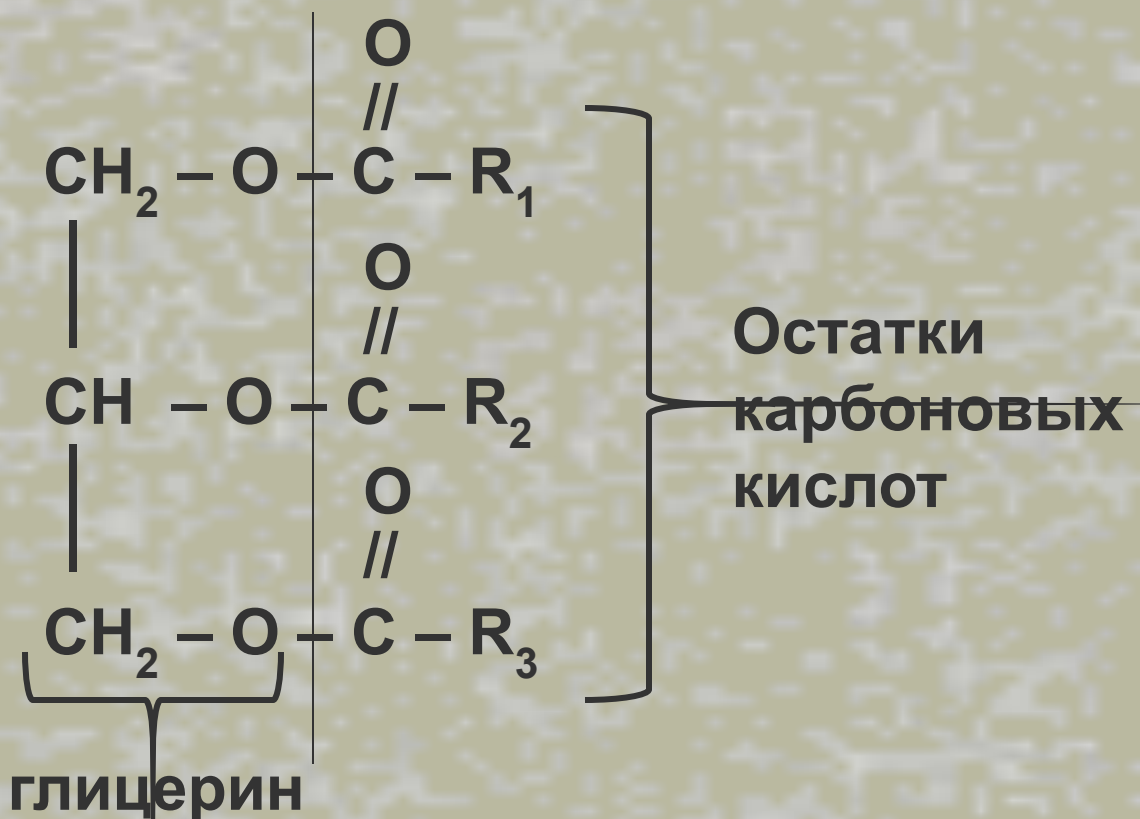 O
//
CH₂ – O – C – R₁
O
//
CH – O – C – R₂
O
//
CH₂ – O – C – R₃
Остатки
карбоновых
кислот
глицерин